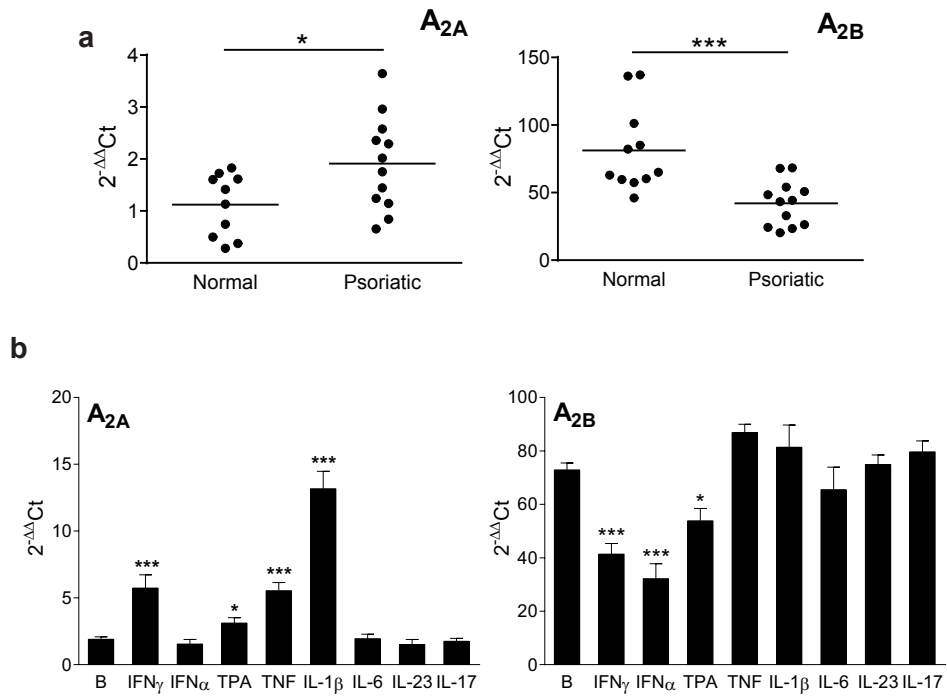 a
A2A
*
2-ΔΔCt
4
3
2
1
0
Normal Psoriatic
A2B
***
2-ΔΔCt
150
100
50
0
Normal Psoriatic
b
A2A
2-ΔΔCt
20
15
10
5
0
***
*
***
***
B IFNγ IFNα TPA TNF IL-1β IL-6 IL-23 IL-17
A2B
2-ΔΔCt
100
80
60
40
20
0
***
***
*
B IFNγ IFNα TPA TNF IL-1β IL-6 IL-23 IL-17